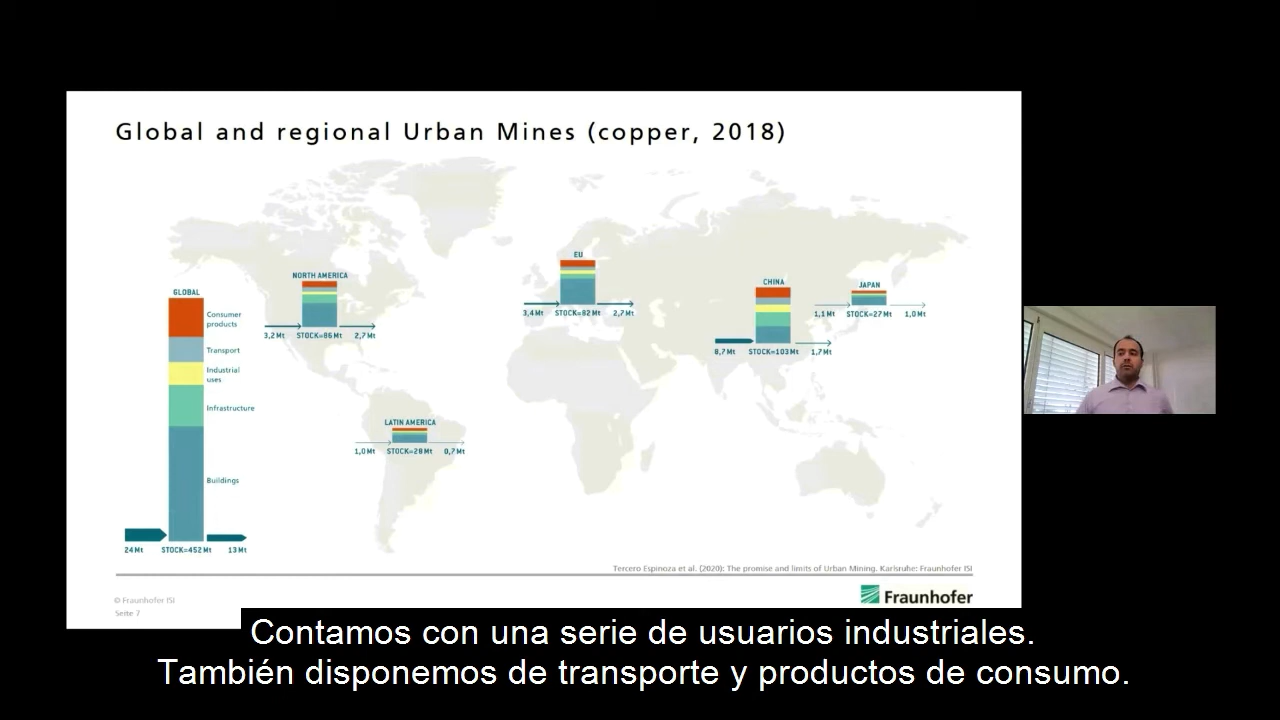 Global and regional Urban Mines (copper, 2018)
GLOBAL
Consumer
products
Transport
Industrial
uses
Infrastructure
Buildings
24 Mt
STOCK=452 Mt
13 Mt
NORTH AMERICA
3,2 Mt
STOCK=86 Mt
2,7 Mt
LATIN AMERICA
1,0 Mt
STOCK=28 Mt
0,7 Mt
EU
3,4 Mt
STOCK=82 Mt
2,7 Mt
CHINA
8,7 Mt
STOCK=103 Mt
1,7 Mt
JAPAN
1,1 Mt
STOCK=27 Mt
1,0 Mt
Tercero Espinoza et al. (2020): The promise and limits of Urban Mining. Karlsruhe: Fraunhofer ISI
© Fraunhofer ISI
Seite 7
Fraunhofer
Contamos con una serie de usuarios industriales.
También disponemos de transporte y productos de consumo.